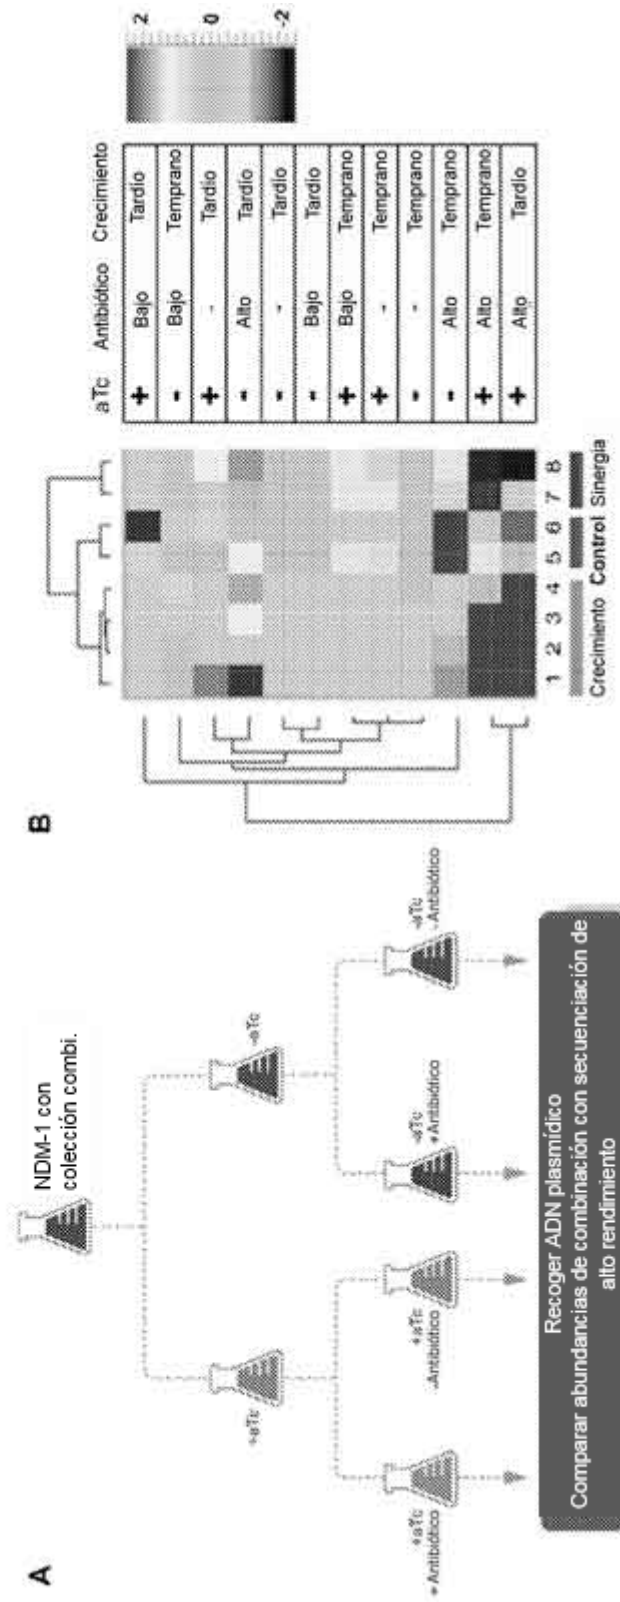 A
NDM-1 con
colección combi.
+aTc
-aTc
+aTc
+Antibiótico
+aTc
-Antibiótico
-aTc
+Antibiótico
-aTc
-Antibiótico
Recoger ADN plasmídico
Comparar abundancias de combinación con secuenciación de
alto rendimiento
B
aTc Antibiótico Crecimiento
+ Bajo Tardío
- Bajo Temprano
+ - Tardío
- Alto Tardío
- - Tardío
- Bajo Tardío
+ Bajo Temprano
+ - Temprano
- - Temprano
- Alto Temprano
+ Alto Temprano
+ Alto Tardío
1 2 3 4 5 6 7 8
Crecimiento Control Sinergia
2 0 -2